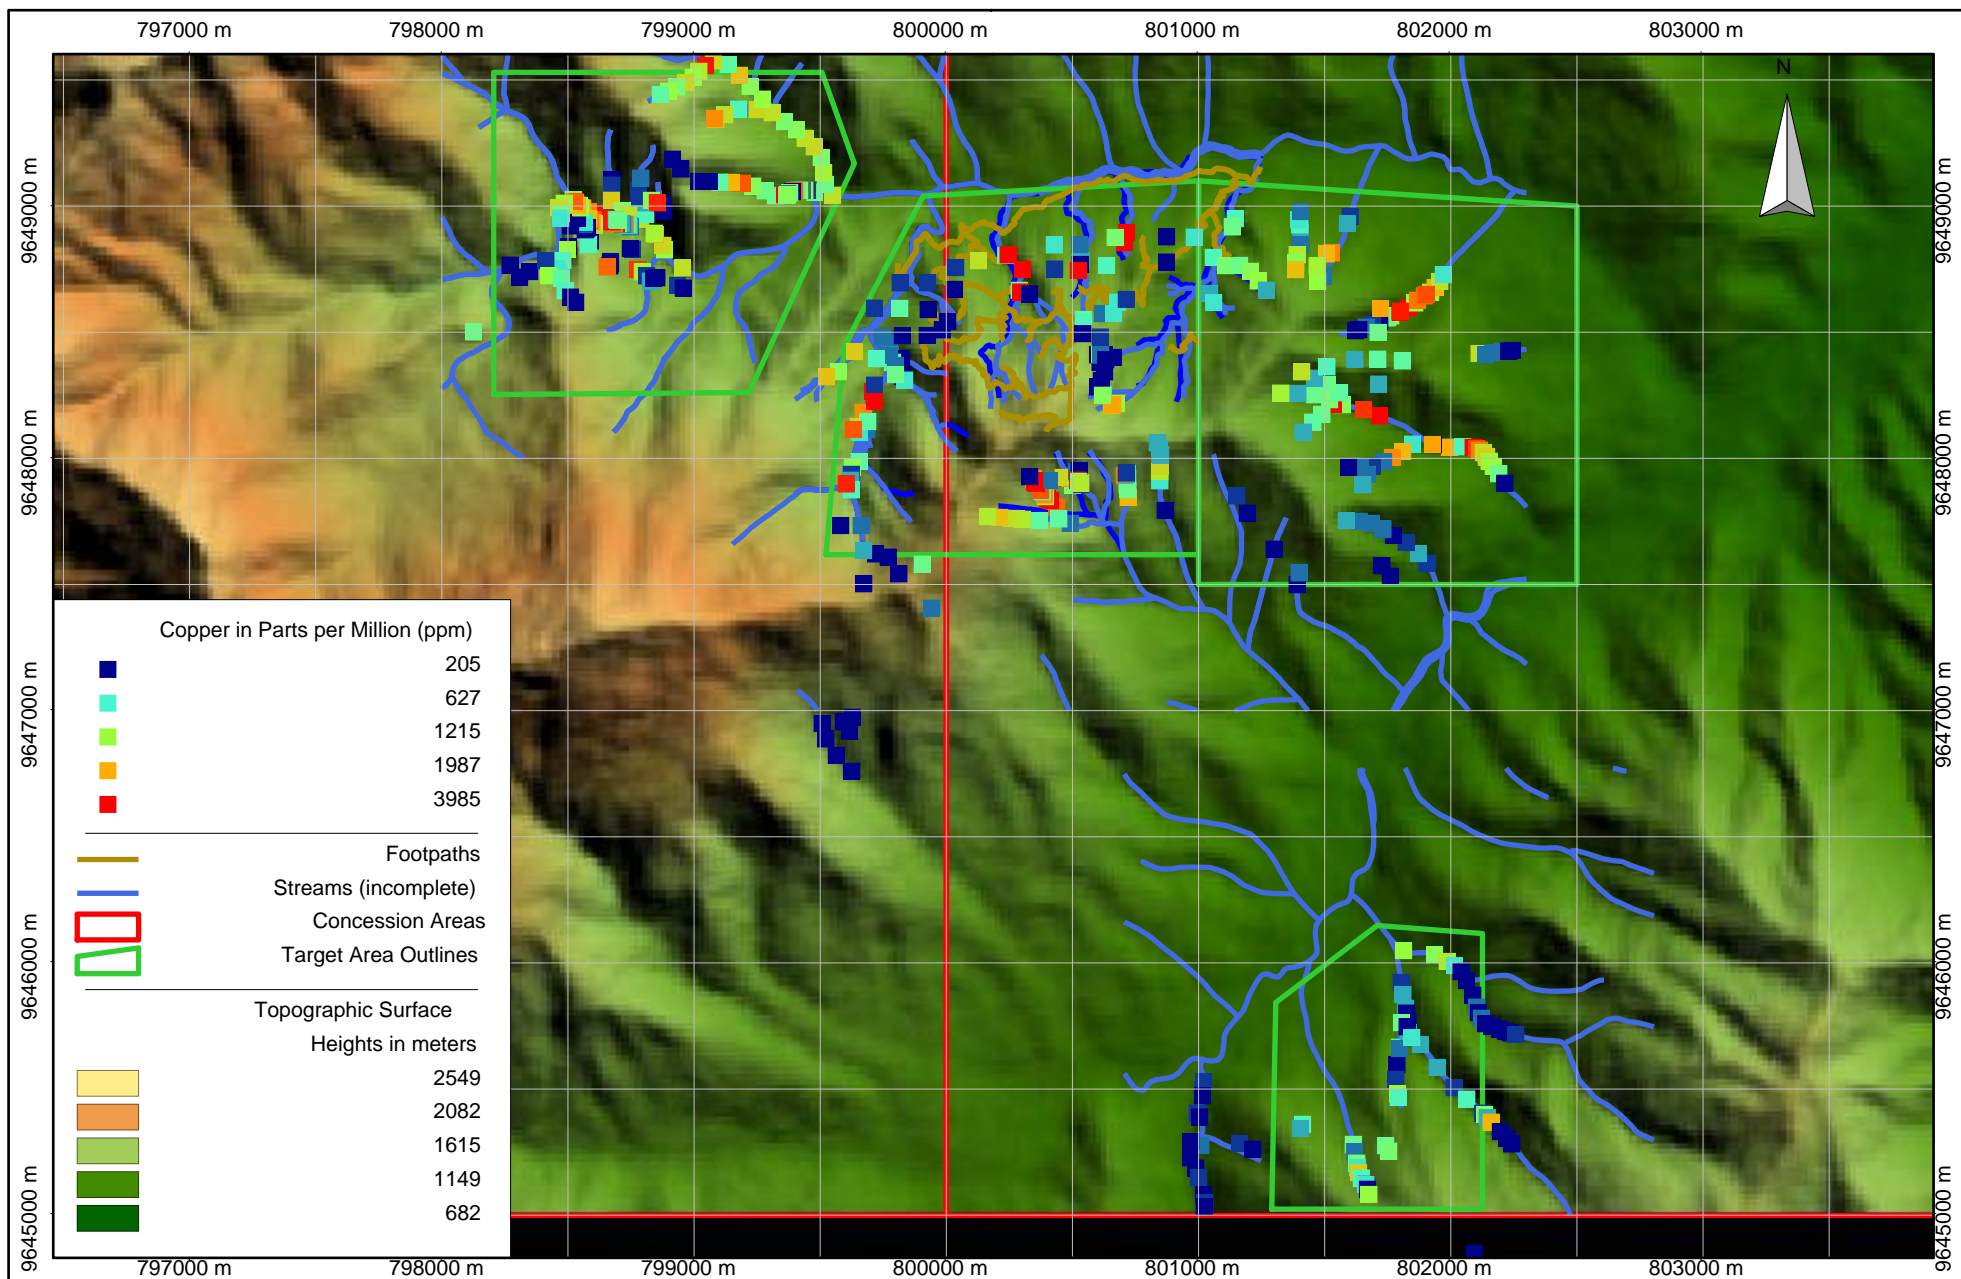 797000 m 798000 m 799000 m 800000 m 801000 m 802000 m 803000 m
N
9649000 m 9649000 m
9648000 m 9648000 m
Copper in Parts per Million (ppm)
205
627
9647000 m 9647000 m
1215
1987
3985
Footpaths
Streams (incomplete)
Concession Areas
Target Area Outlines
9646000 m 9646000 m
Topographic Surface
Heights in meters
2549
2082
1615
1149
682
9645000 m 9645000 m
797000 m 798000 m 799000 m 800000 m 801000 m 802000 m 803000 m